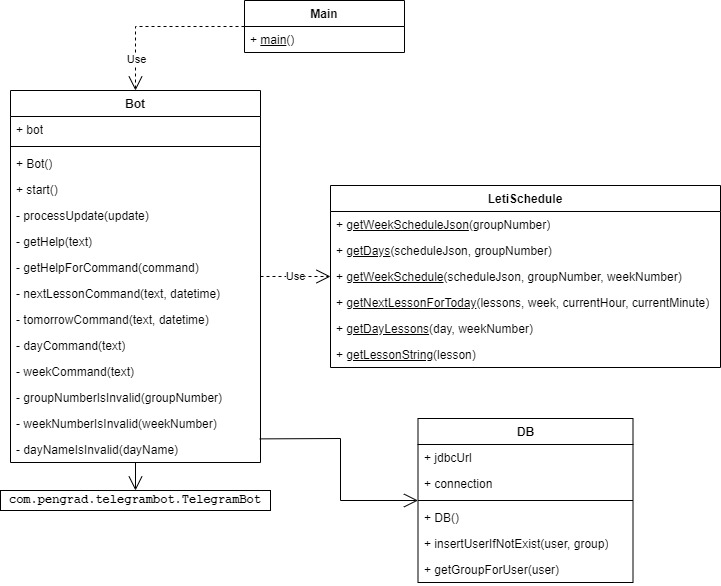 Main
+ main()
Use
Bot
+ bot
+ Bot()
+ start()
- processUpdate(update)
- getHelp(text)
- getHelpForCommand(command)
- nextLessonCommand(text, datetime)
- tomorrowCommand(text, datetime)
- dayCommand(text)
- weekCommand(text)
- groupNumberIsInvalid(groupNumber)
- weekNumberIsInvalid(weekNumber)
- dayNameIsInvalid(dayName)
Use
LetiSchedule
+ getWeekScheduleJson(groupNumber)
+ getDays(scheduleJson, groupNumber)
+ getWeekSchedule(scheduleJson, groupNumber, weekNumber)
+ getNextLessonForToday(lessons, week, currentHour, currentMinute)
+ getDayLessons(day, weekNumber)
+ getLessonString(lesson)
com.pengrad.telegrambot.TelegramBot
DB
+ jdbcUrl
+ connection
+ DB()
+ insertUserIfNotExist(user, group)
+ getGroupForUser(user)